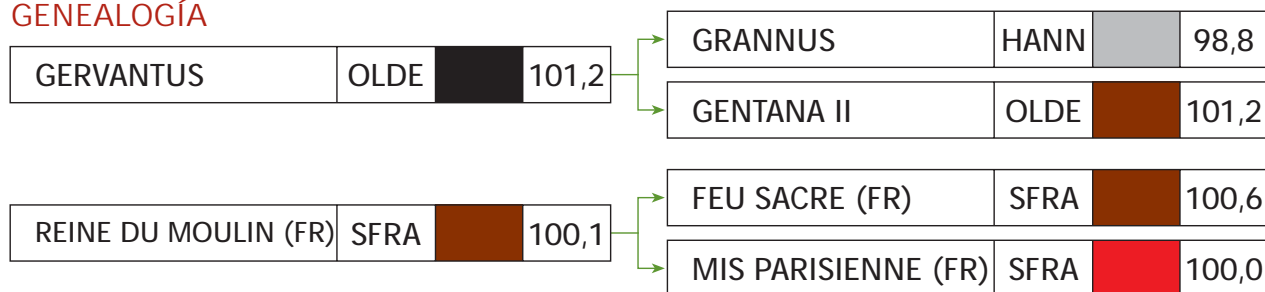 GENEALOGÍA
GERVANTUS OLDE 101,2
GRANNUS HANN 98,8
GENTANA II OLDE 101,2
REINE DU MOULIN (FR) SFRA 100,1
FEU SACRE (FR) SFRA 100,6
MIS PARISIENNE (FR) SFRA 100,0